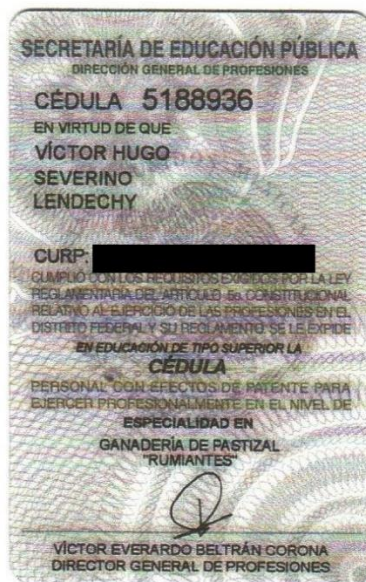 SECRETARÍA DE EDUCACIÓN PÚBLICA
DIRECCIÓN GENERAL DE PROFESIONES
CÉDULA 5188936
EN VIRTUD DE QUE
VÍCTOR HUGO
SEVERINO
LENDECHY
CURP:
CUMPLIÓ CON LOS REQUISITOS EXIGIDOS POR LA LEY
REGLAMENTARIA DEL ARTÍCULO 5o. CONSTITUCIONAL
RELATIVO AL EJERCICIO DE LAS PROFESIONES EN EL
DISTRITO FEDERAL Y SU REGLAMENTO SE LE EXPIDE
EN EDUCACIÓN DE TIPO SUPERIOR LA
CÉDULA
PERSONAL CON EFECTOS DE PATENTE PARA
EJERCER PROFESIONALMENTE EN EL NIVEL DE
ESPECIALIDAD EN
GANADERÍA DE PASTIZAL
"RUMIANTES"
VÍCTOR EVERARDO BELTRÁN CORONA
DIRECTOR GENERAL DE PROFESIONES